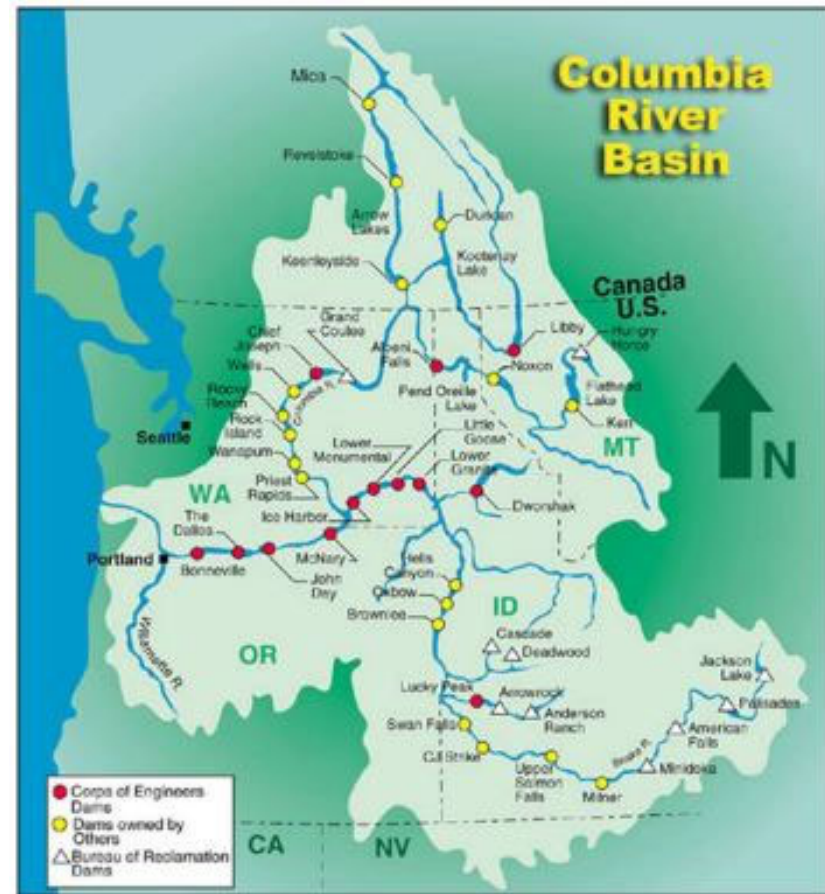 Columbia
River
Basin
Mica
Revelstoke
Arrow
Lakes
Duncan
Kootenay
Lake
Keenleyside
Canada
U.S.
Grand
Coulee
Chief
Joseph
Albeni
Falls
Libby
Hungry
Horse
Noxon
Wells
Columbia R.
Pend Oreille
Lake
Flathead
Lake
Kerr
Rocky
Reach
Rock
Island
Seattle
Wanapum
Little
Goose
Lower
Monumental
Lower
Granite
MT
N
Priest
Rapids
WA
Ice Harbor
Dworshak
The
Dalles
Portland
Bonneville
McNary
John
Day
Hells
Canyon
Oxbow
Brownlee
ID
Willamette R.
OR
Cascade
Deadwood
Jackson
Lake
Lucky Peak
Arrowrock
Palisades
Anderson
Ranch
Swan Falls
American
Falls
CJ Strike
Upper
Salmon
Falls
Snake R.
Minidoka
Milner
Corps of Engineers
Dams
Dams owned by
Others
Bureau of Reclamation
Dams
CA
NV